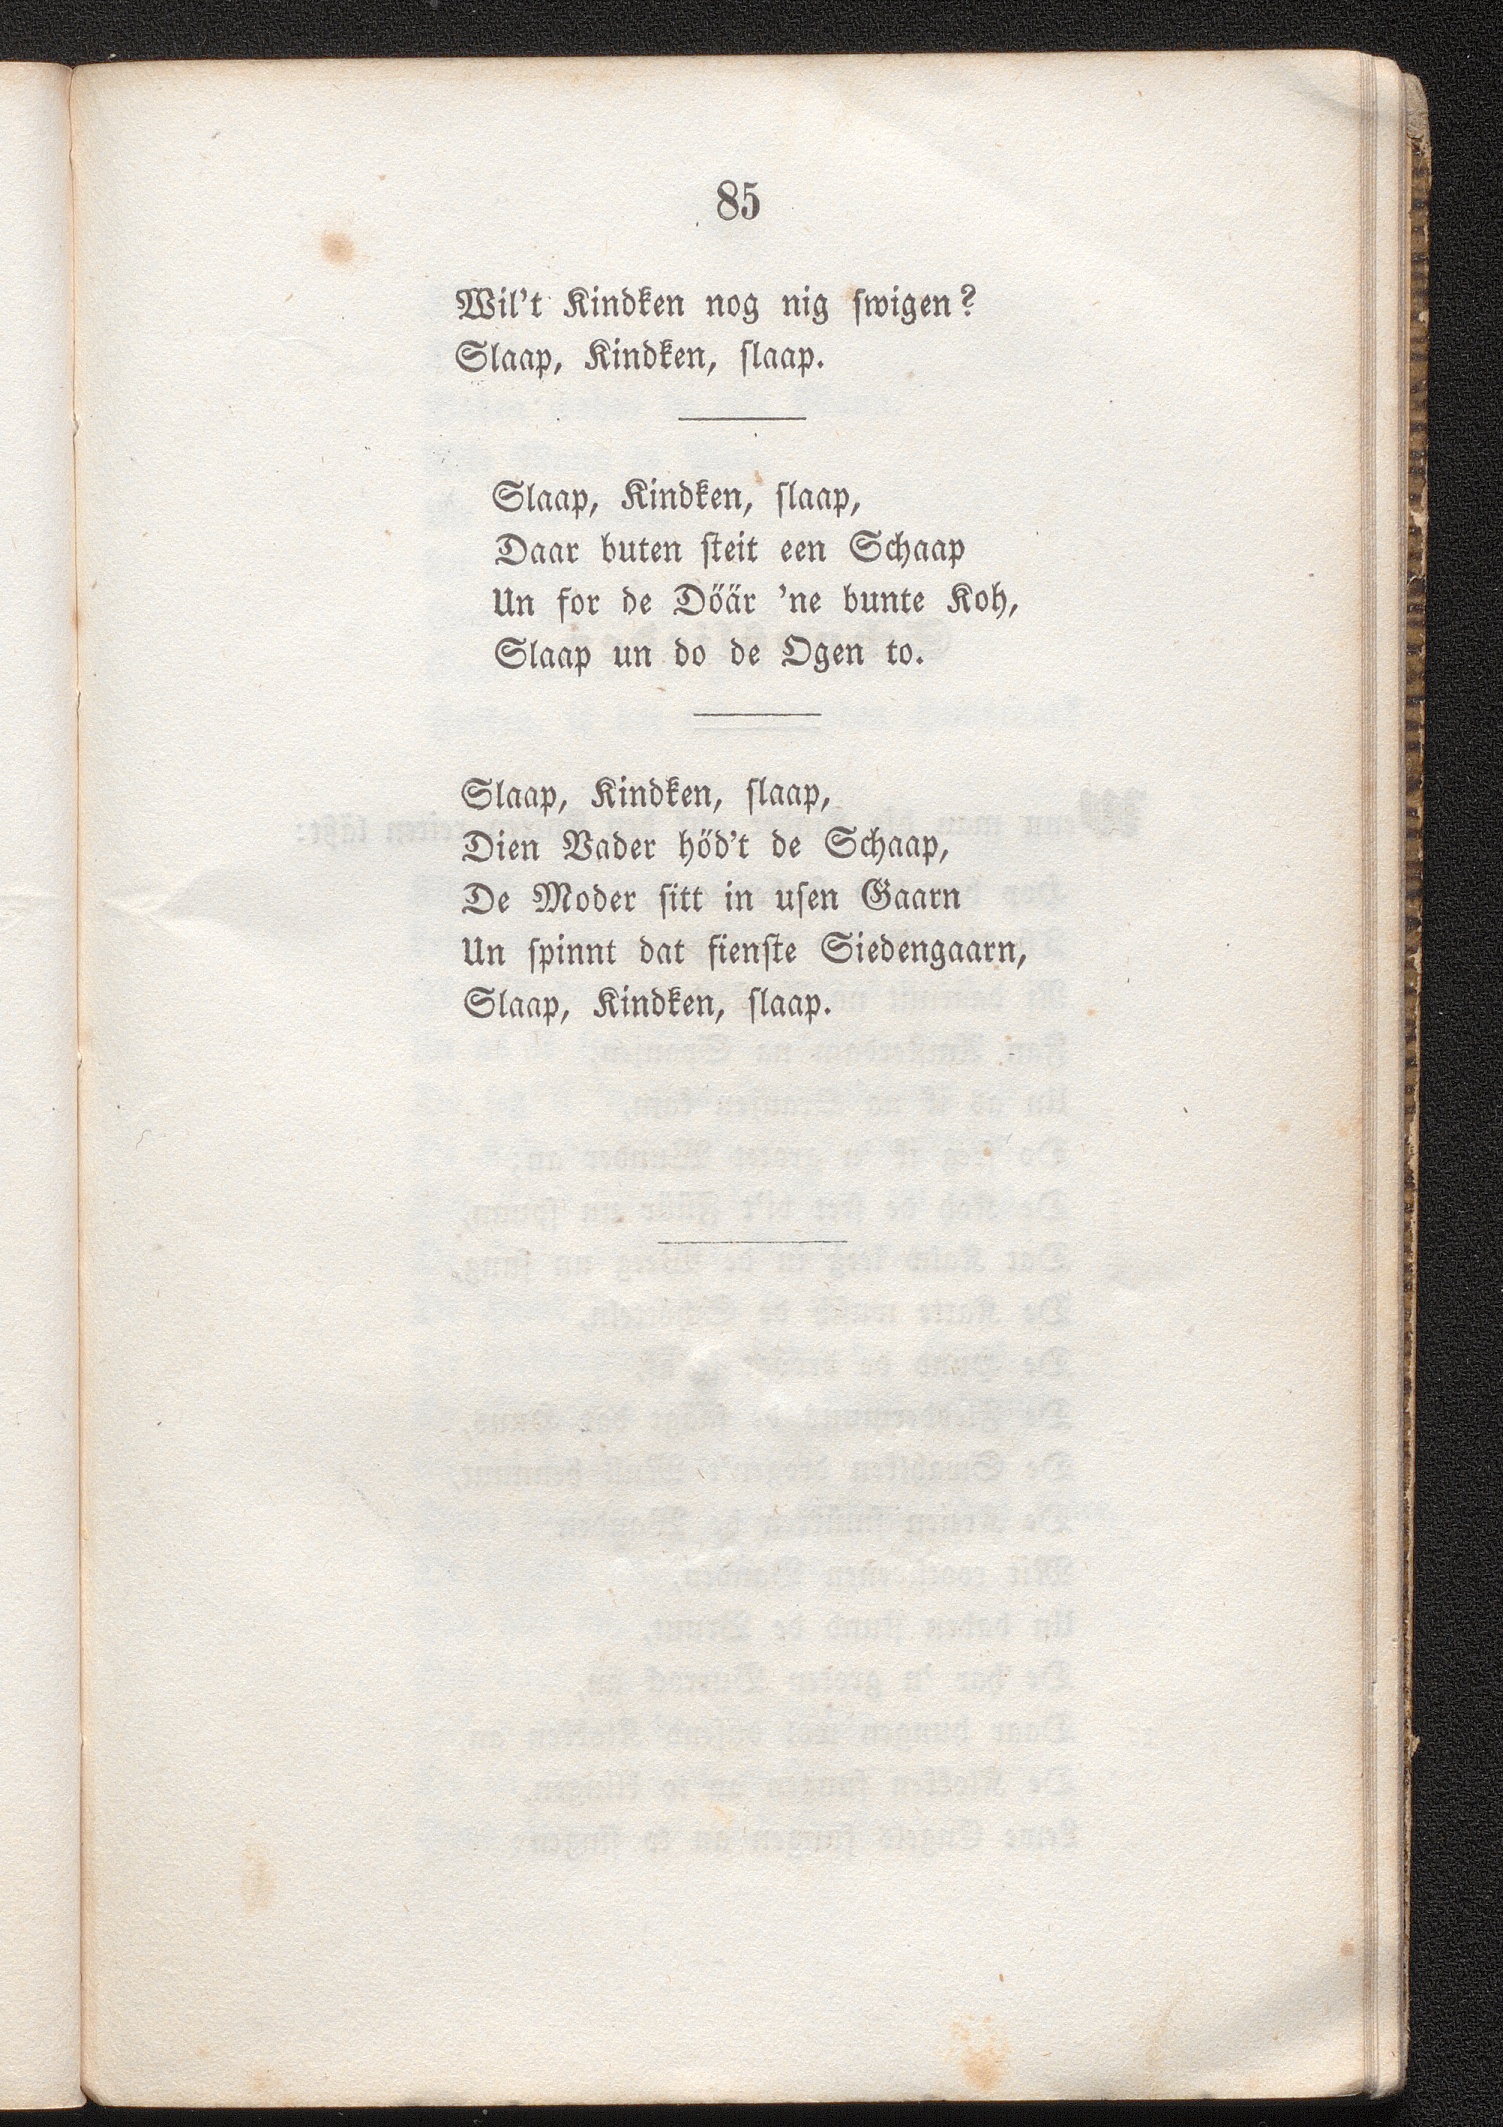 85
Wil't Kindken nog nig swigen?
Slaap, Kindken, slaap.
Slaap, Kindken, slaap,
Daar buten steit een Schaap
Un for de Döär 'ne bunte Koh,
Slaap un do de Ogen to.
Slaap, Kindken, slaap,
Dien Vader höd't de Schaap,
De Moder sitt in usen Gaarn
Un spinnt dat fienste Siedengaarn,
Slaap, Kindken, slaap.